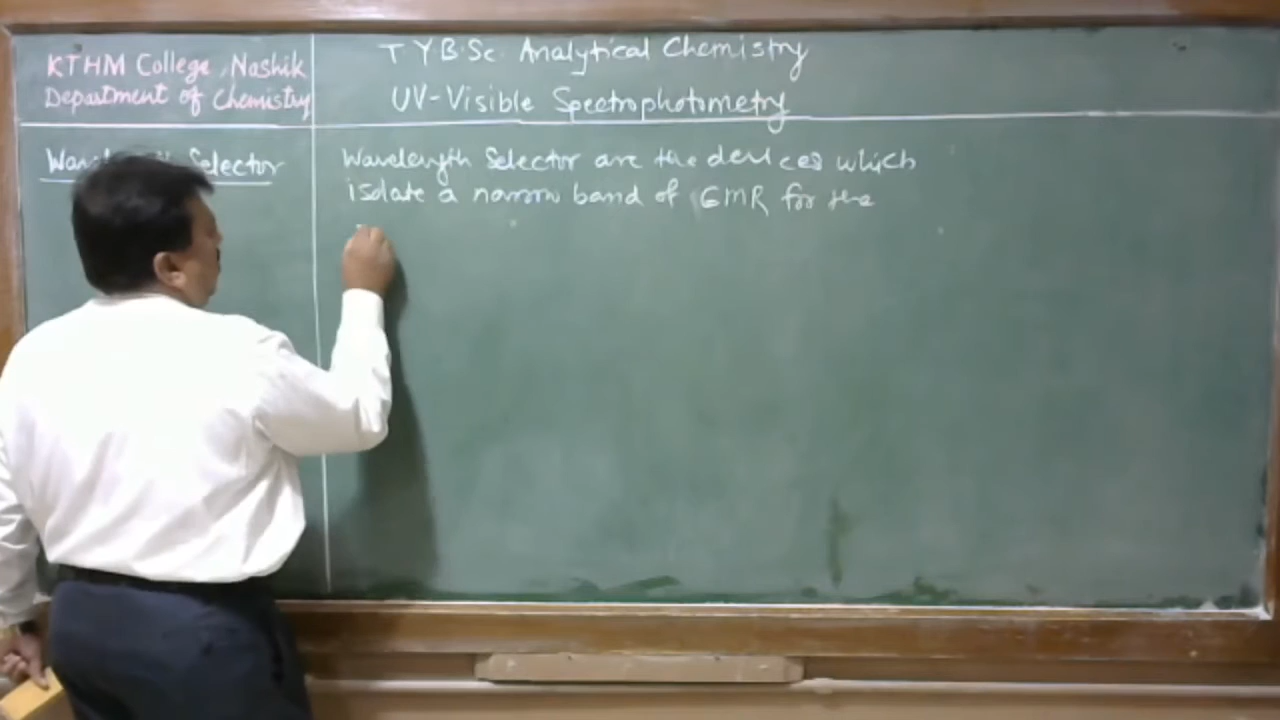 KTHM College, Nashik
Department of Chemistry
T Y B.Sc. Analytical Chemistry
UV-Visible Spectrophotometry
Selector
Wavelength Selector are the devices which
isolate a narrow band of EMR for the